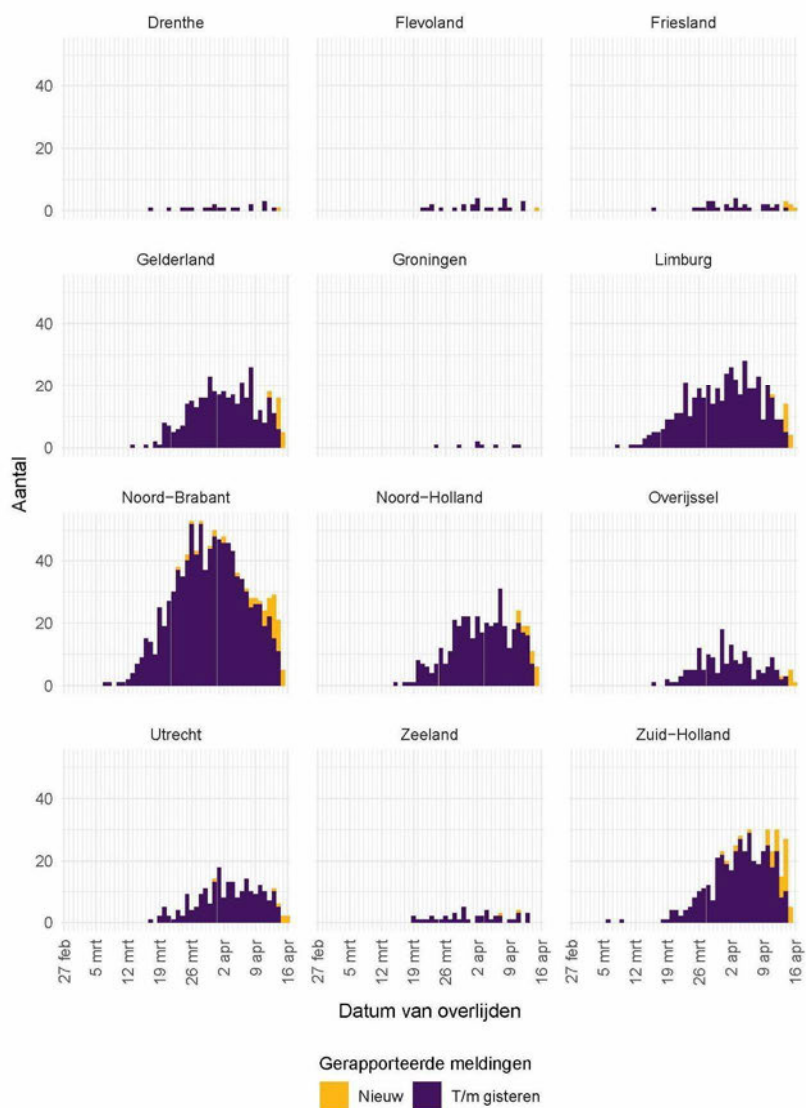 Drenthe
Flevoland
Friesland
40
20
0
Gelderland
Groningen
Limburg
40
20
0
Aantal
Noord-Brabant
Noord-Holland
Overijssel
40
20
0
Utrecht
Zeeland
Zuid-Holland
40
20
0
27 feb
5 mrt
12 mrt
19 mrt
26 mrt
2 apr
9 apr
16 apr
27 feb
5 mrt
12 mrt
19 mrt
26 mrt
2 apr
9 apr
16 apr
27 feb
5 mrt
12 mrt
19 mrt
26 mrt
2 apr
9 apr
16 apr
Datum van overlijden
Gerapporteerde meldingen
Nieuw
T/m gisteren